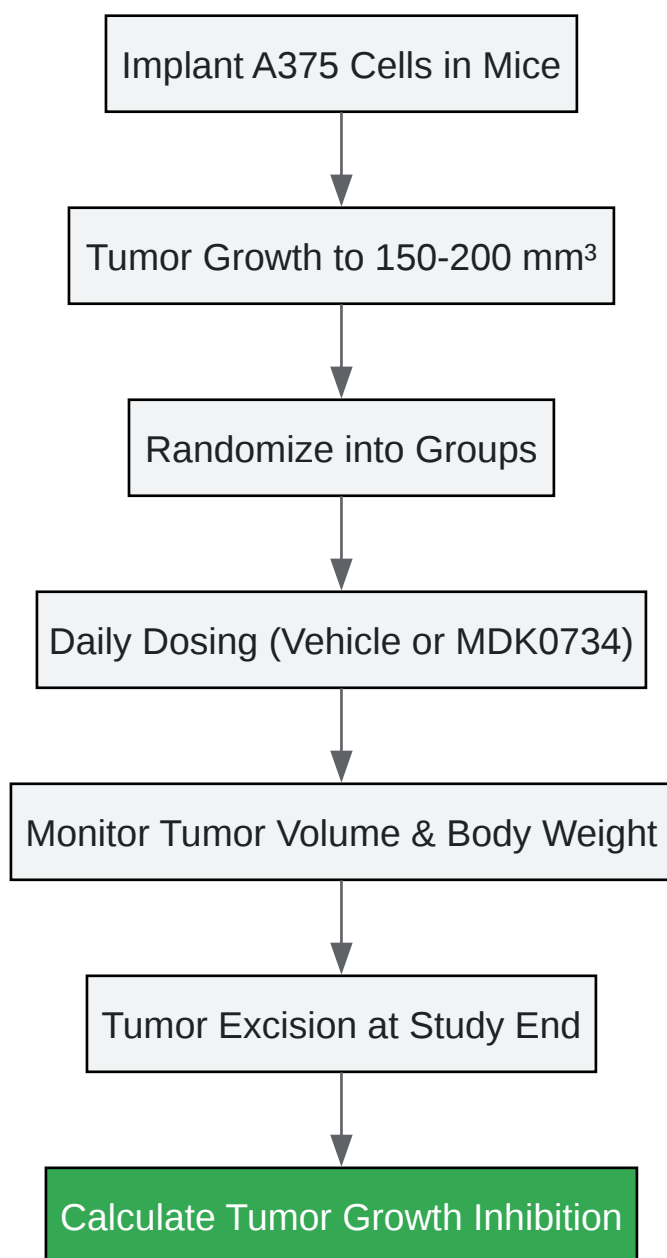 Implant A375 Cells in Mice
Tumor Growth to 150-200 mm³
Randomize into Groups
Daily Dosing (Vehicle or MDK0734)
Monitor Tumor Volume & Body Weight
Tumor Excision at Study End
Calculate Tumor Growth Inhibition